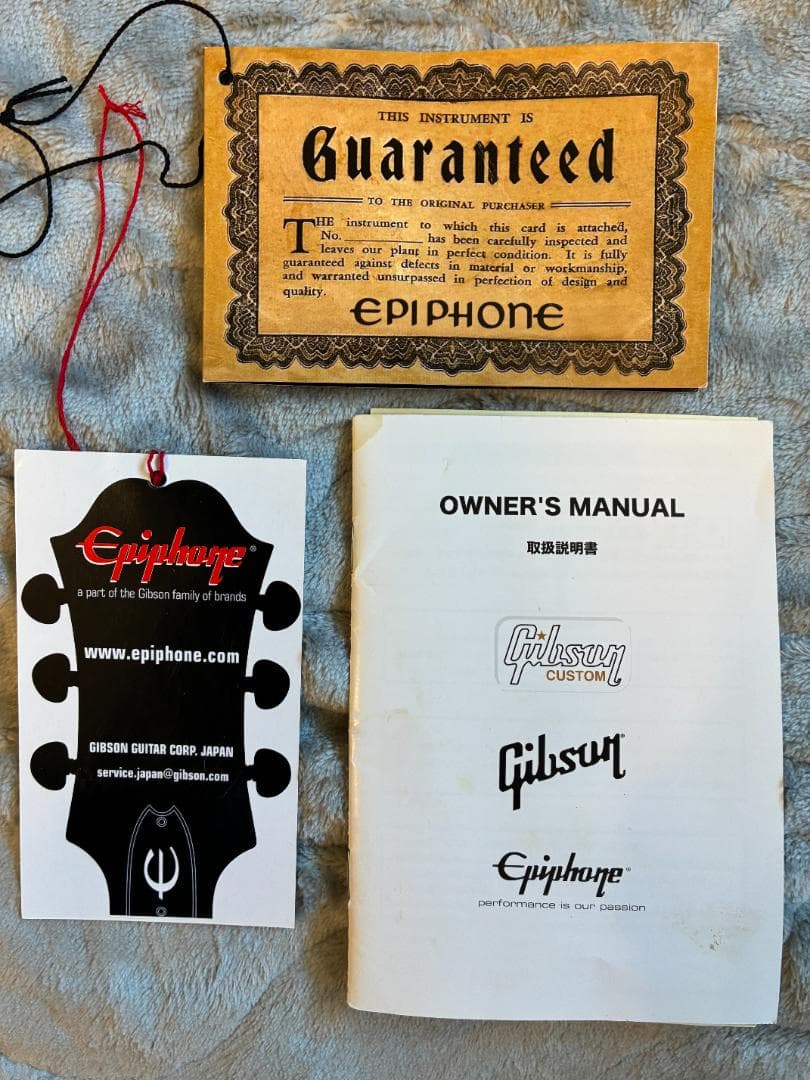 THIS INSTRUMENT IS
Guaranteed
TO THE ORIGINAL PURCHASER
THE instrument to which this card is attached,
No. ____________ has been carefully inspected and
leaves our plant in perfect condition. It is fully
guaranteed against defects in material or workmanship,
and warranted unsurpassed in perfection of design and
quality.
EPIPHONE
Epiphone®
a part of the Gibson family of brands
www.epiphone.com
GIBSON GUITAR CORP. JAPAN
service.japan@gibson.com
OWNER'S MANUAL
取扱説明書
Gibson
CUSTOM
Gibson®
Epiphone®
performance is our passion